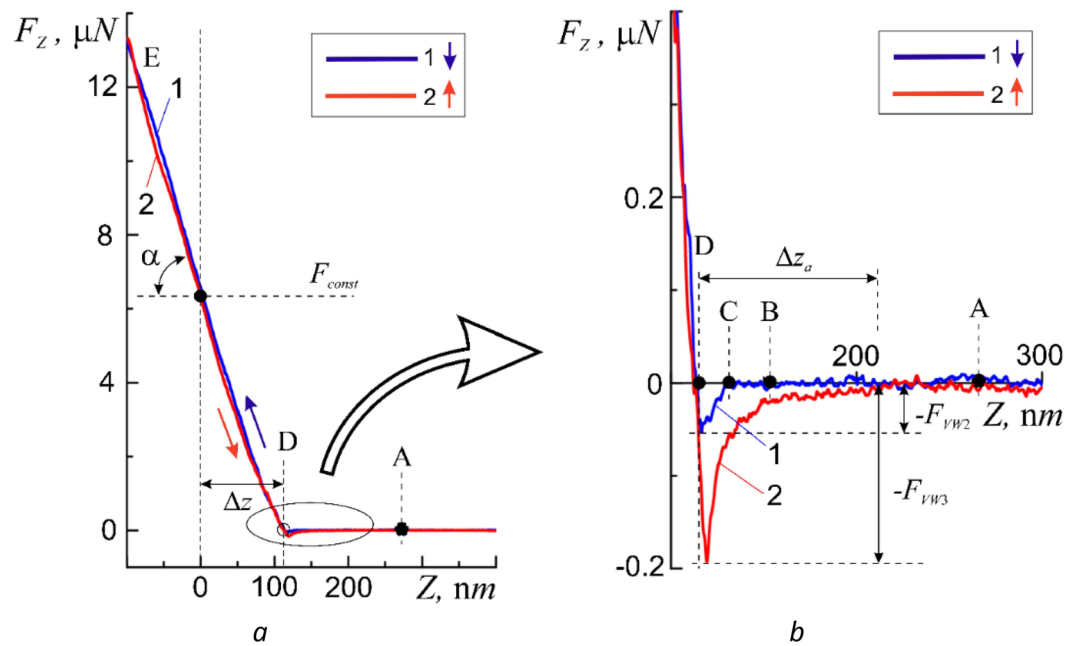 F_Z, μN
E
1
1
2
12
2
8
α
F_const
4
D
A
Δz
0
0
100
200
Z, nm
a
F_Z, μN
1
2
0.2
D
Δz_a
C
B
A
200
300
0
-F_VW2
Z, nm
1
2
-F_VW3
-0.2
b